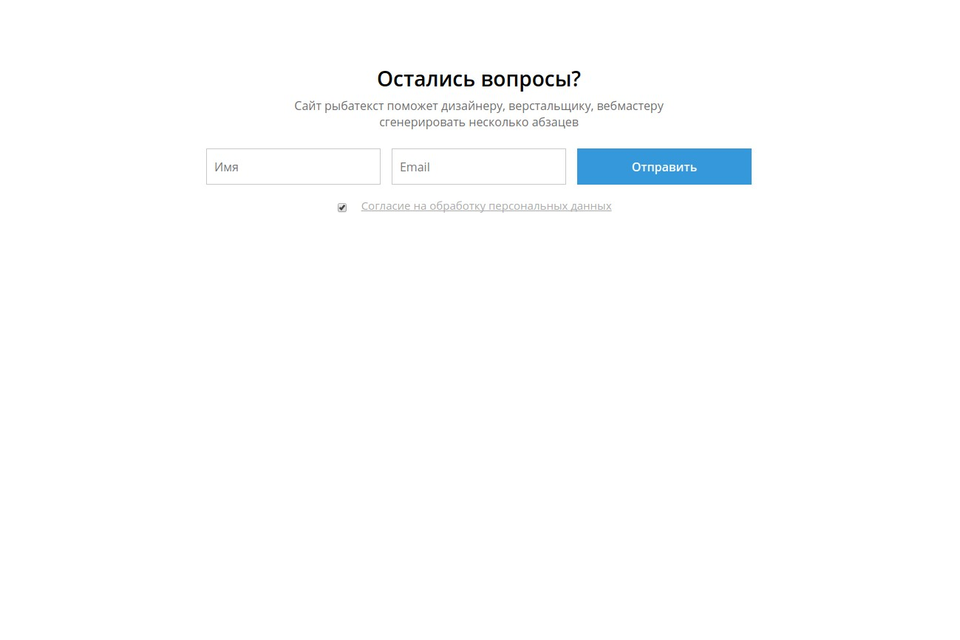 Остались вопросы?
Сайт рыбатекст поможет дизайнеру, верстальщику, вебмастеру
сгенерировать несколько абзацев
Имя
Email
Отправить
Согласие на обработку персональных данных